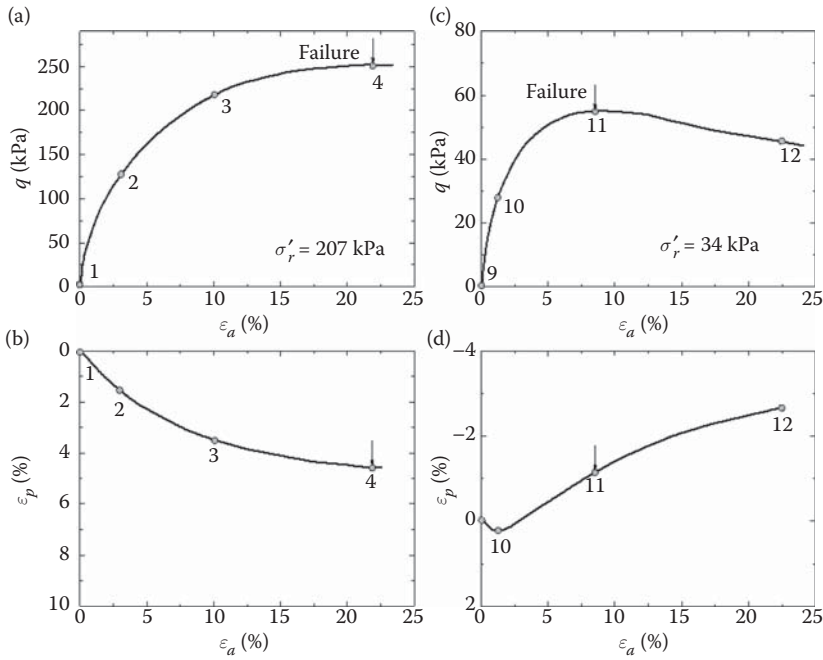 (a)
250
200
150
100
50
0
q (kPa)
Failure
1
2
3
4
σ′r = 207 kPa
0 5 10 15 20 25
εa (%)
(c)
80
60
40
20
0
q (kPa)
Failure
9
10
11
12
σ′r = 34 kPa
0 5 10 15 20 25
εa (%)
(b)
0
2
4
6
8
10
εp (%)
1
2
3
4
0 5 10 15 20 25
εa (%)
(d)
−4
−2
0
2
εp (%)
10
11
12
0 5 10 15 20 25
εa (%)